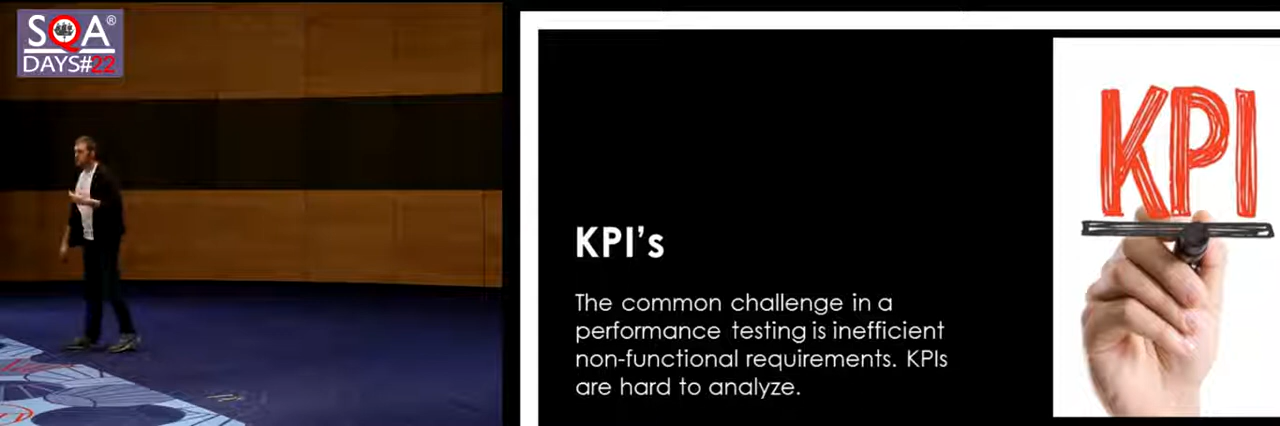 SQA®
DAYS#22
KPI
KPI's
The common challenge in a
performance testing is inefficient
non-functional requirements. KPIs
are hard to analyze.